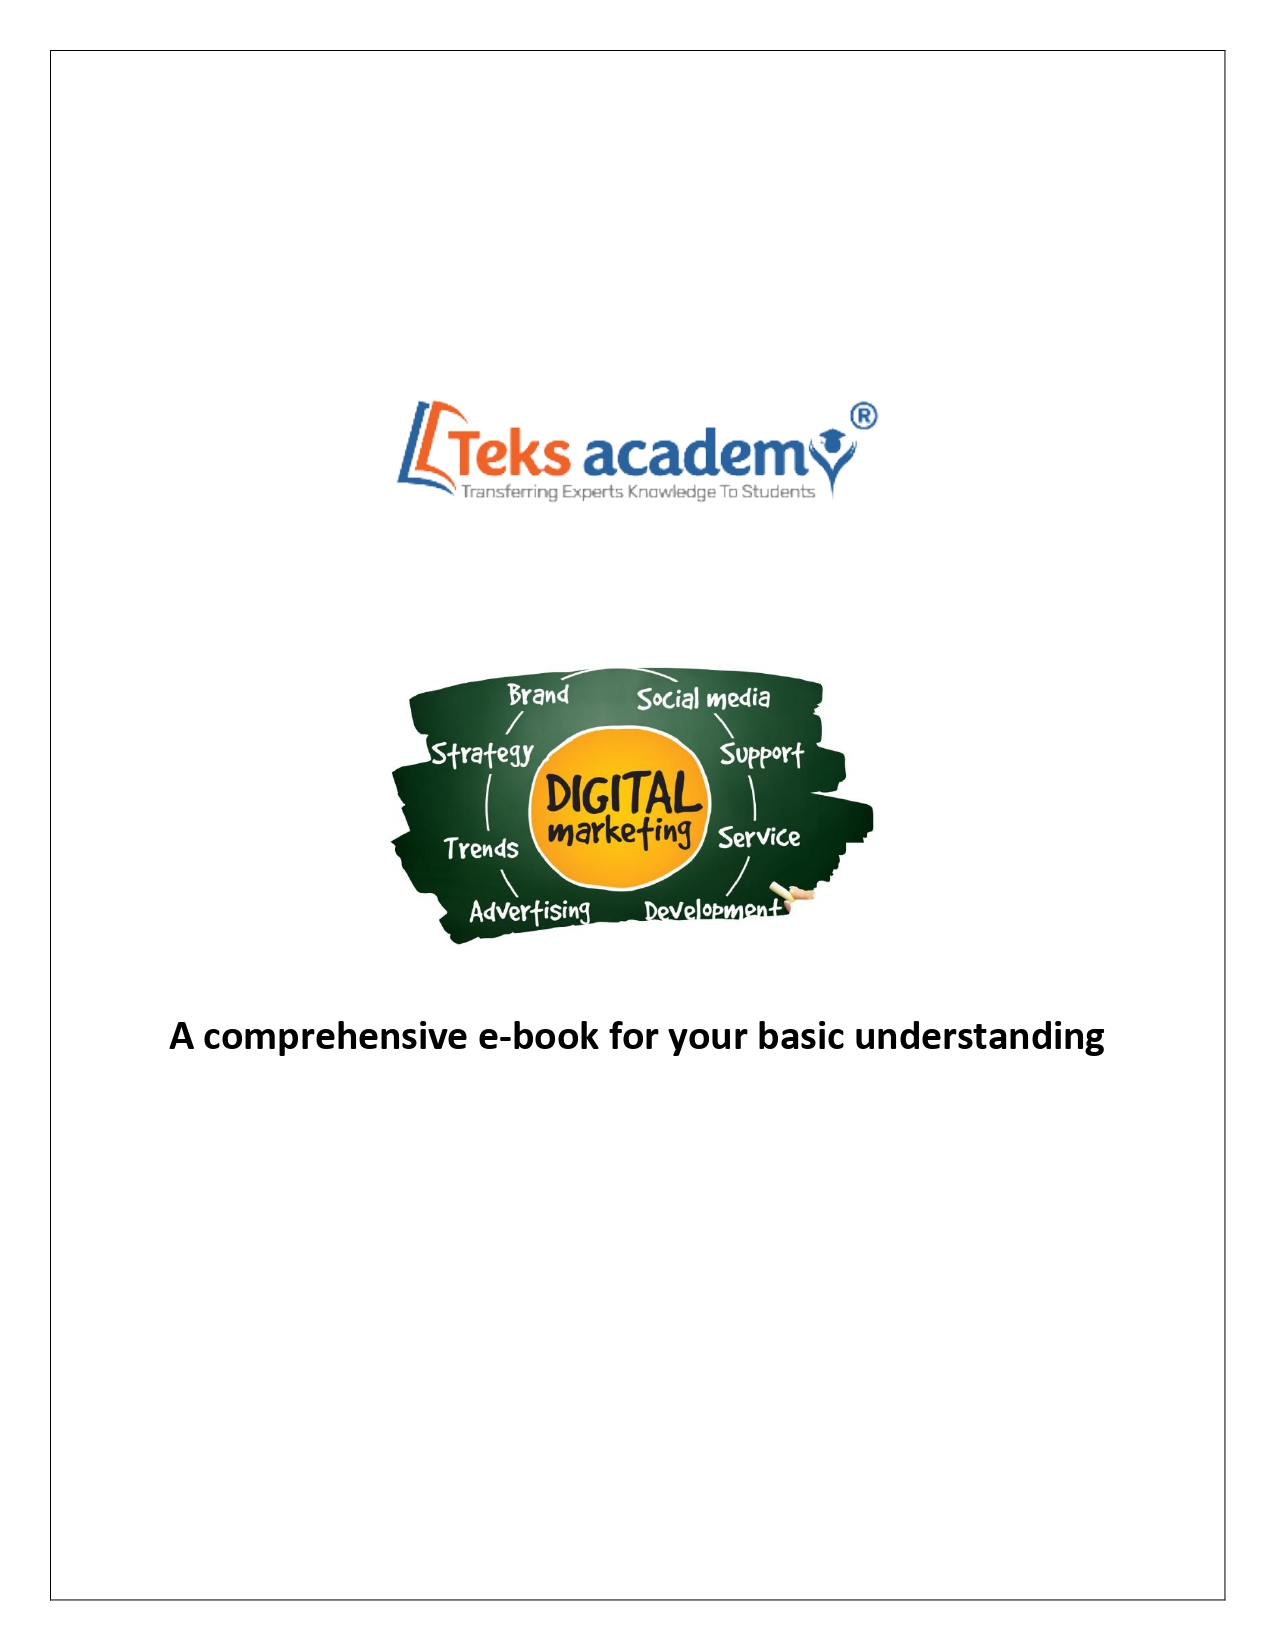 Teks academy ®
Transferring Experts Knowledge To Students
Brand Social media
Strategy Support
DIGITAL
marketing
Trends Service
Advertising Development
A comprehensive e-book for your basic understanding